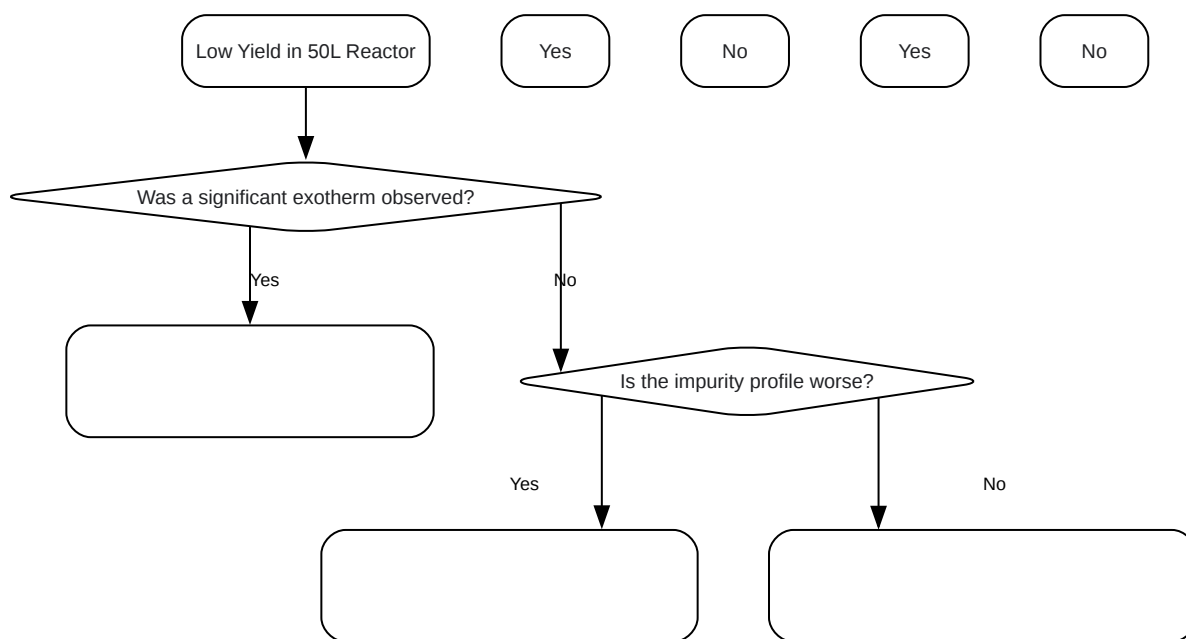 Low Yield in 50L Reactor
Yes
No
Yes
No
Was a significant exotherm observed?
Yes
No
Is the impurity profile worse?
Yes
No